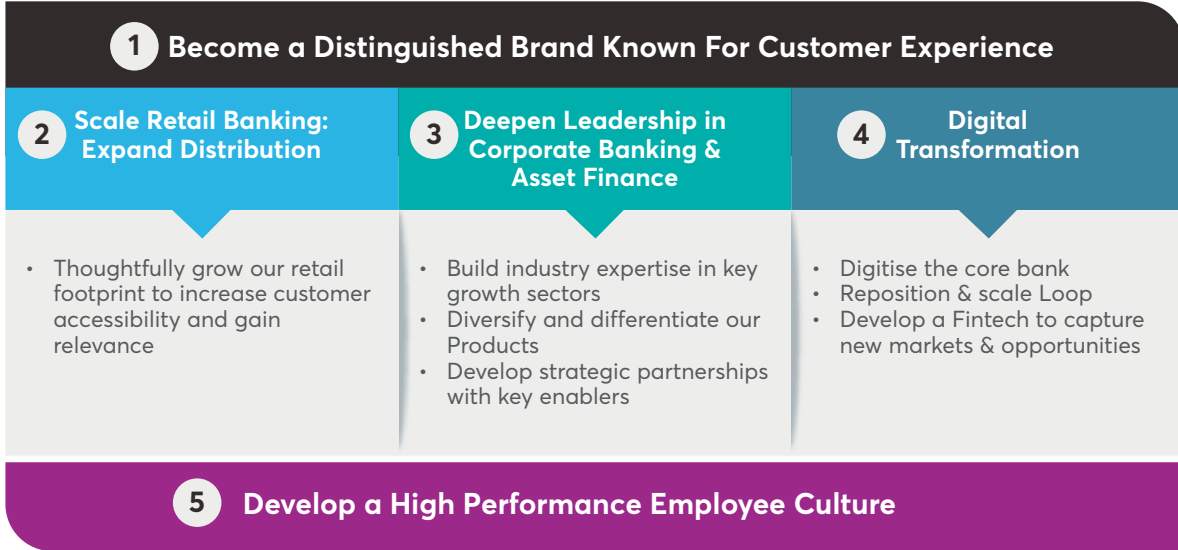 1 Become a Distinguished Brand Known For Customer Experience
2 Scale Retail Banking:
Expand Distribution
• Thoughtfully grow our retail
footprint to increase customer
accessibility and gain
relevance
3 Deepen Leadership in
Corporate Banking &
Asset Finance
• Build industry expertise in key
growth sectors
• Diversify and differentiate our
Products
• Develop strategic partnerships
with key enablers
4 Digital
Transformation
• Digitise the core bank
• Reposition & scale Loop
• Develop a Fintech to capture
new markets & opportunities
5 Develop a High Performance Employee Culture